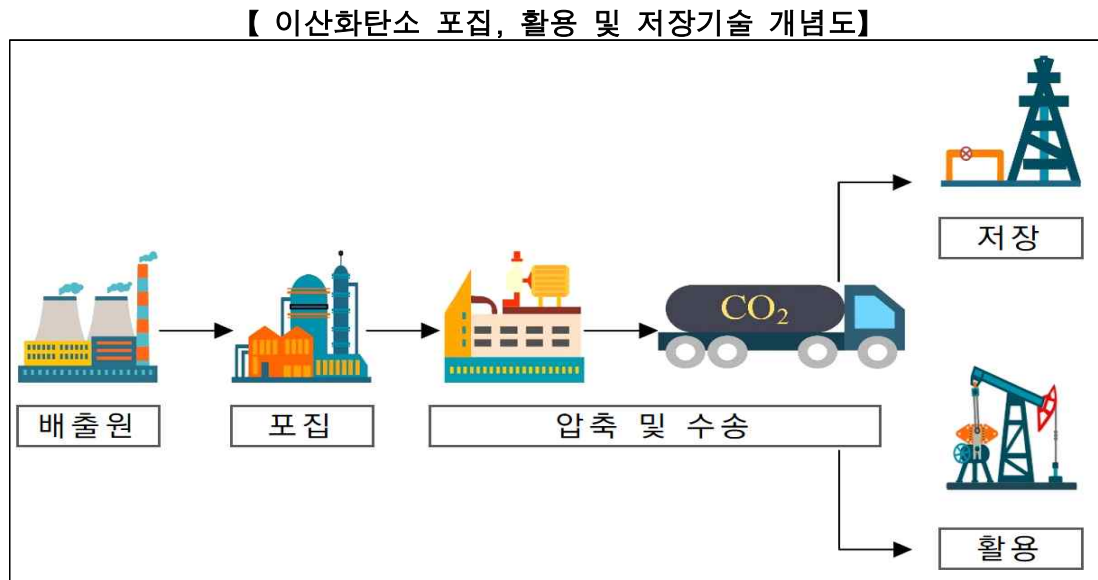 【 이산화탄소 포집, 활용 및 저장기술 개념도】
CO₂
저장
배출원
포집
압축 및 수송
활용